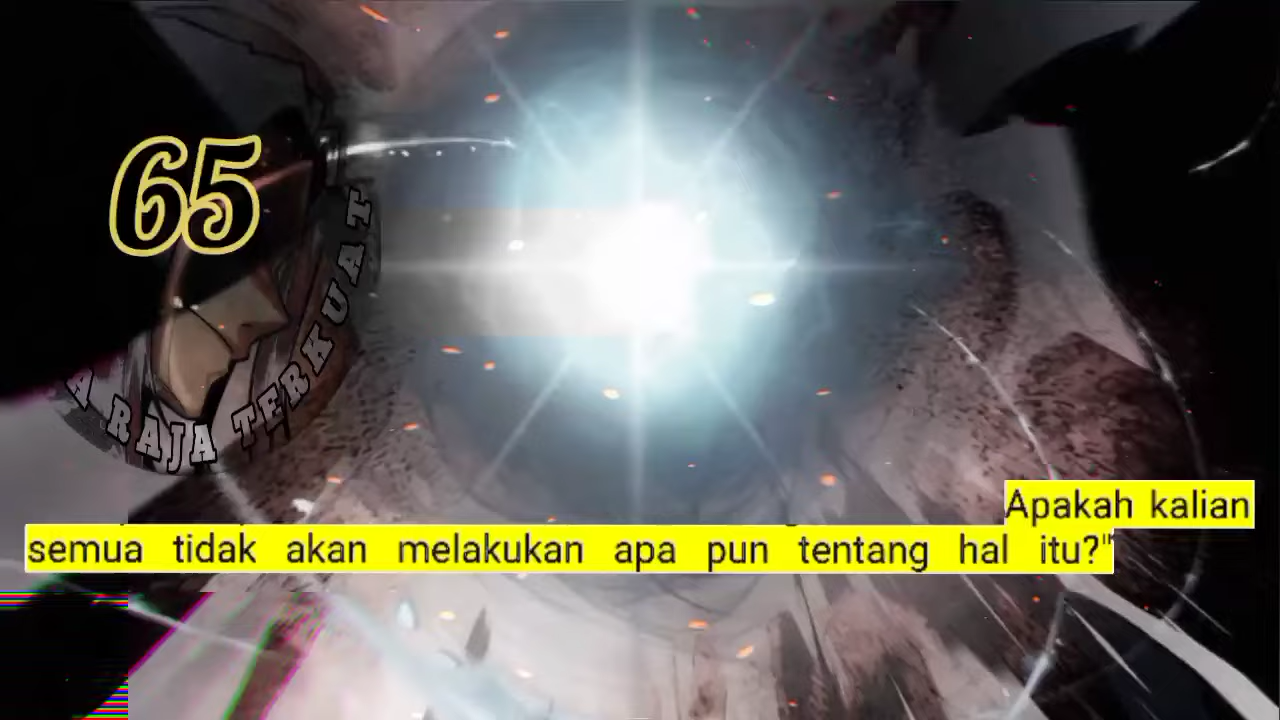 65
A RAJA TERKUAT
Apakah kalian
semua tidak akan melakukan apa pun tentang hal itu?"